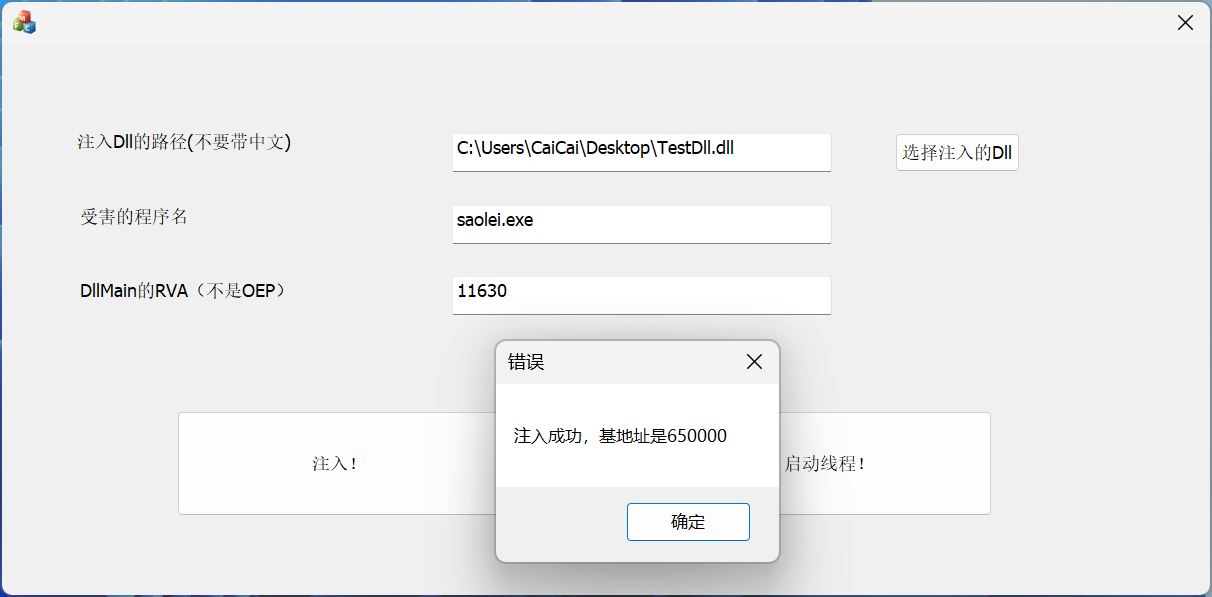 注入Dll的路径(不要带中文)
C:\Users\CaiCai\Desktop\TestDll.dll
选择注入的Dll
受害的程序名
saolei.exe
DllMain的RVA（不是OEP）
11630
错误
注入成功，基地址是650000
注入！
启动线程！
确定